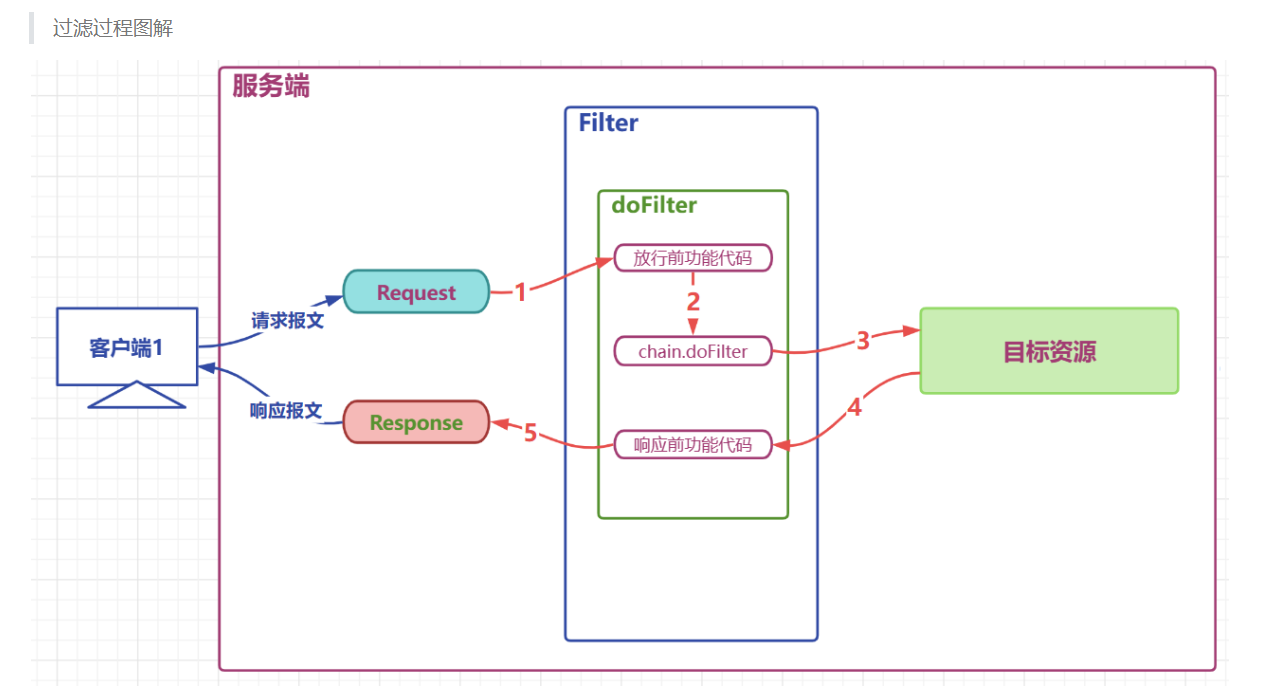 过滤过程图解
服务端
Filter
doFilter
放行前功能代码
Request
1
2
请求报文
客户端1
chain.doFilter
3
目标资源
响应报文
Response
5
4
响应前功能代码